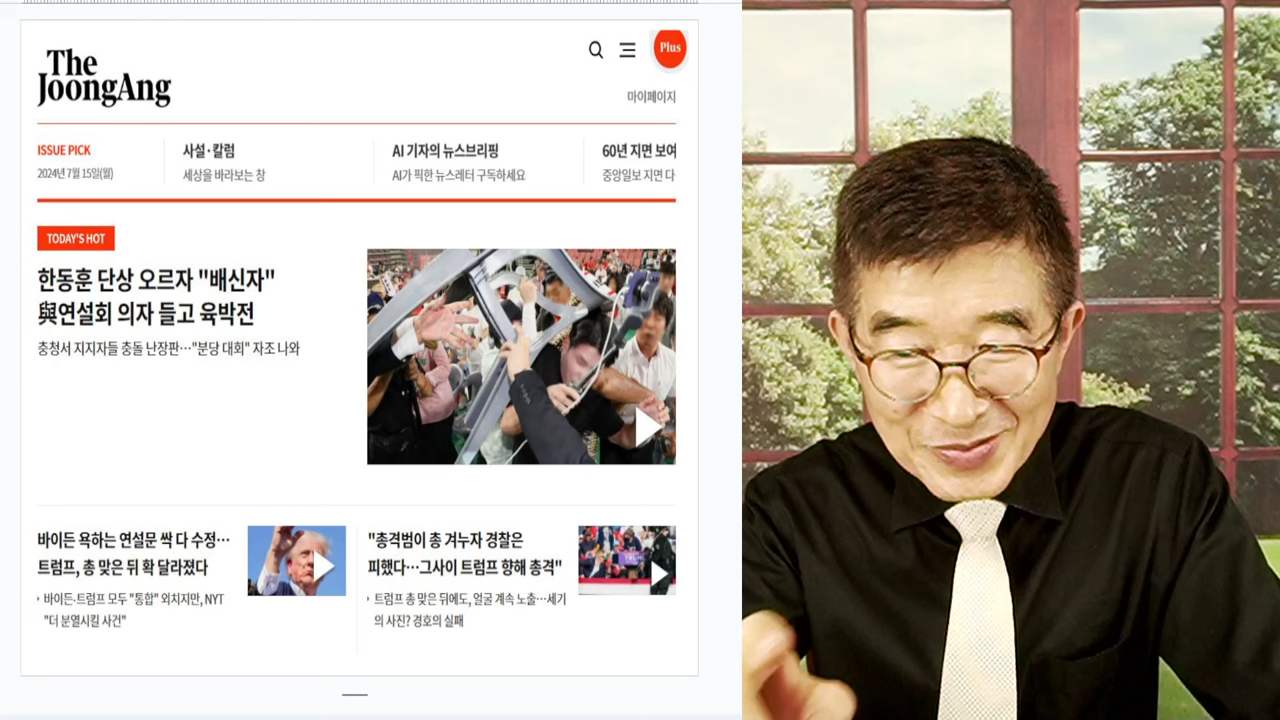 The
JoongAng
Plus
마이페이지
ISSUE PICK
2024년 7월 15일(월)
사설·칼럼
세상을 바라보는 창
AI 기자의 뉴스브리핑
AI가 픽한 뉴스레터 구독하세요
60년 지면 보여
중앙일보 지면 다
TODAY'S HOT
한동훈 단상 오르자 "배신자"
與연설회 의자 들고 육박전
충청서 지지자들 충돌 난장판…"분당 대회" 자조 나와
바이든 욕하는 연설문 싹 다 수정…
트럼프, 총 맞은 뒤 확 달라졌다
바이든·트럼프 모두 "통합" 외치지만, NYT
"더 분열시킬 사건"
"총격범이 총 겨누자 경찰은
피했다…그사이 트럼프 향해 총격"
트럼프 총 맞은 뒤에도, 얼굴 계속 노출…세기
의 사진? 경호의 실패